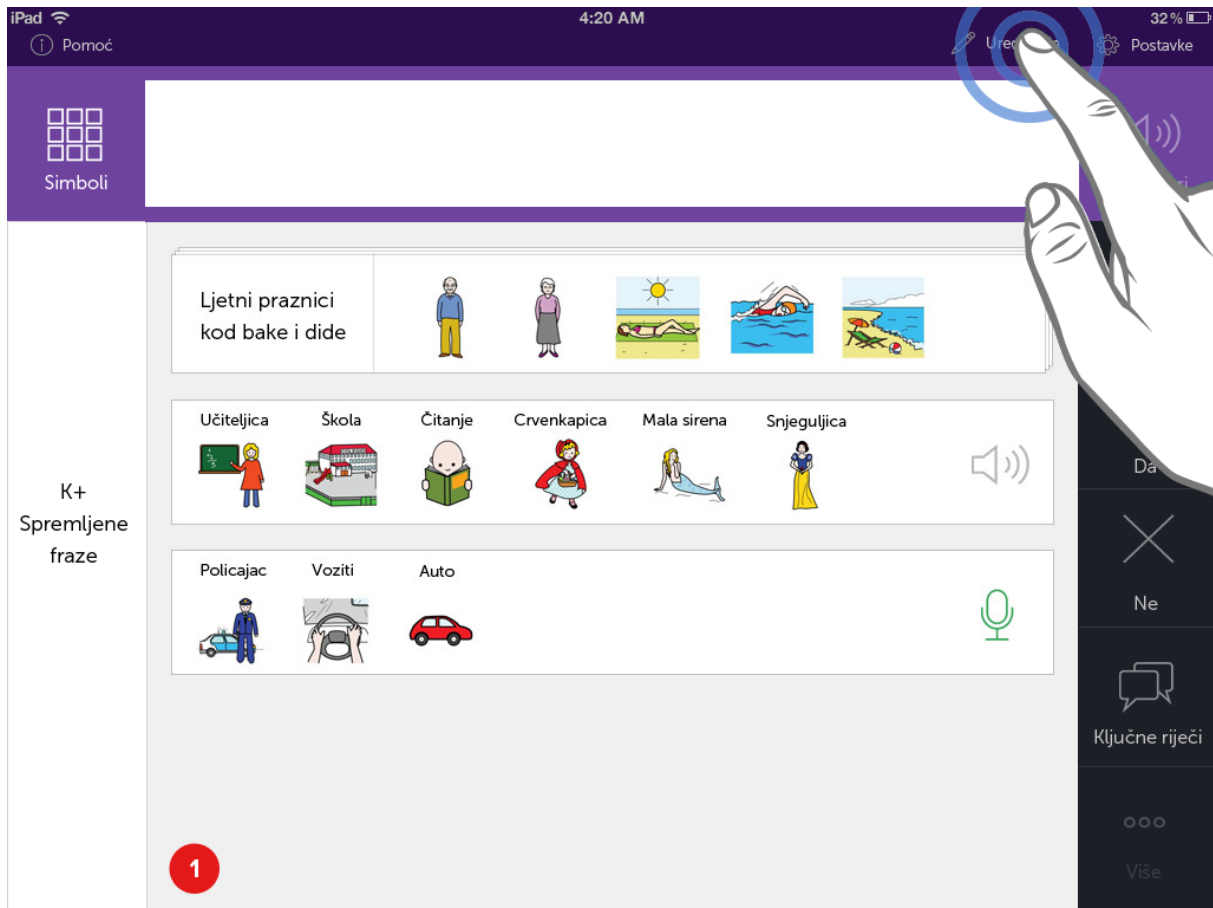 iPad 4:20 AM 32%
Pomoć Postavke
Simboli
Ljetni praznici
kod bake i dide
Učiteljica Škola Čitanje Crvenkapica Mala sirena Snjeguljica
K+
Spremljene
fraze
Policajac Voziti Auto
Da
Ne
Ključne riječi
Više
1